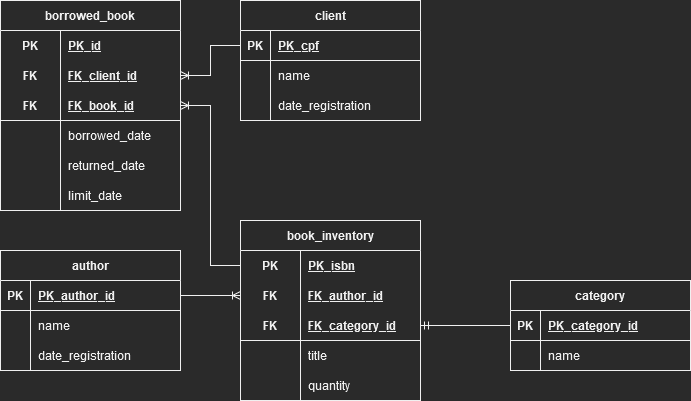 borrowed_book
PK PK_id
FK FK_client_id
FK FK_book_id
borrowed_date
returned_date
limit_date
client
PK PK_cpf
name
date_registration
author
PK PK_author_id
name
date_registration
book_inventory
PK PK_isbn
FK FK_author_id
FK FK_category_id
title
quantity
category
PK PK_category_id
name